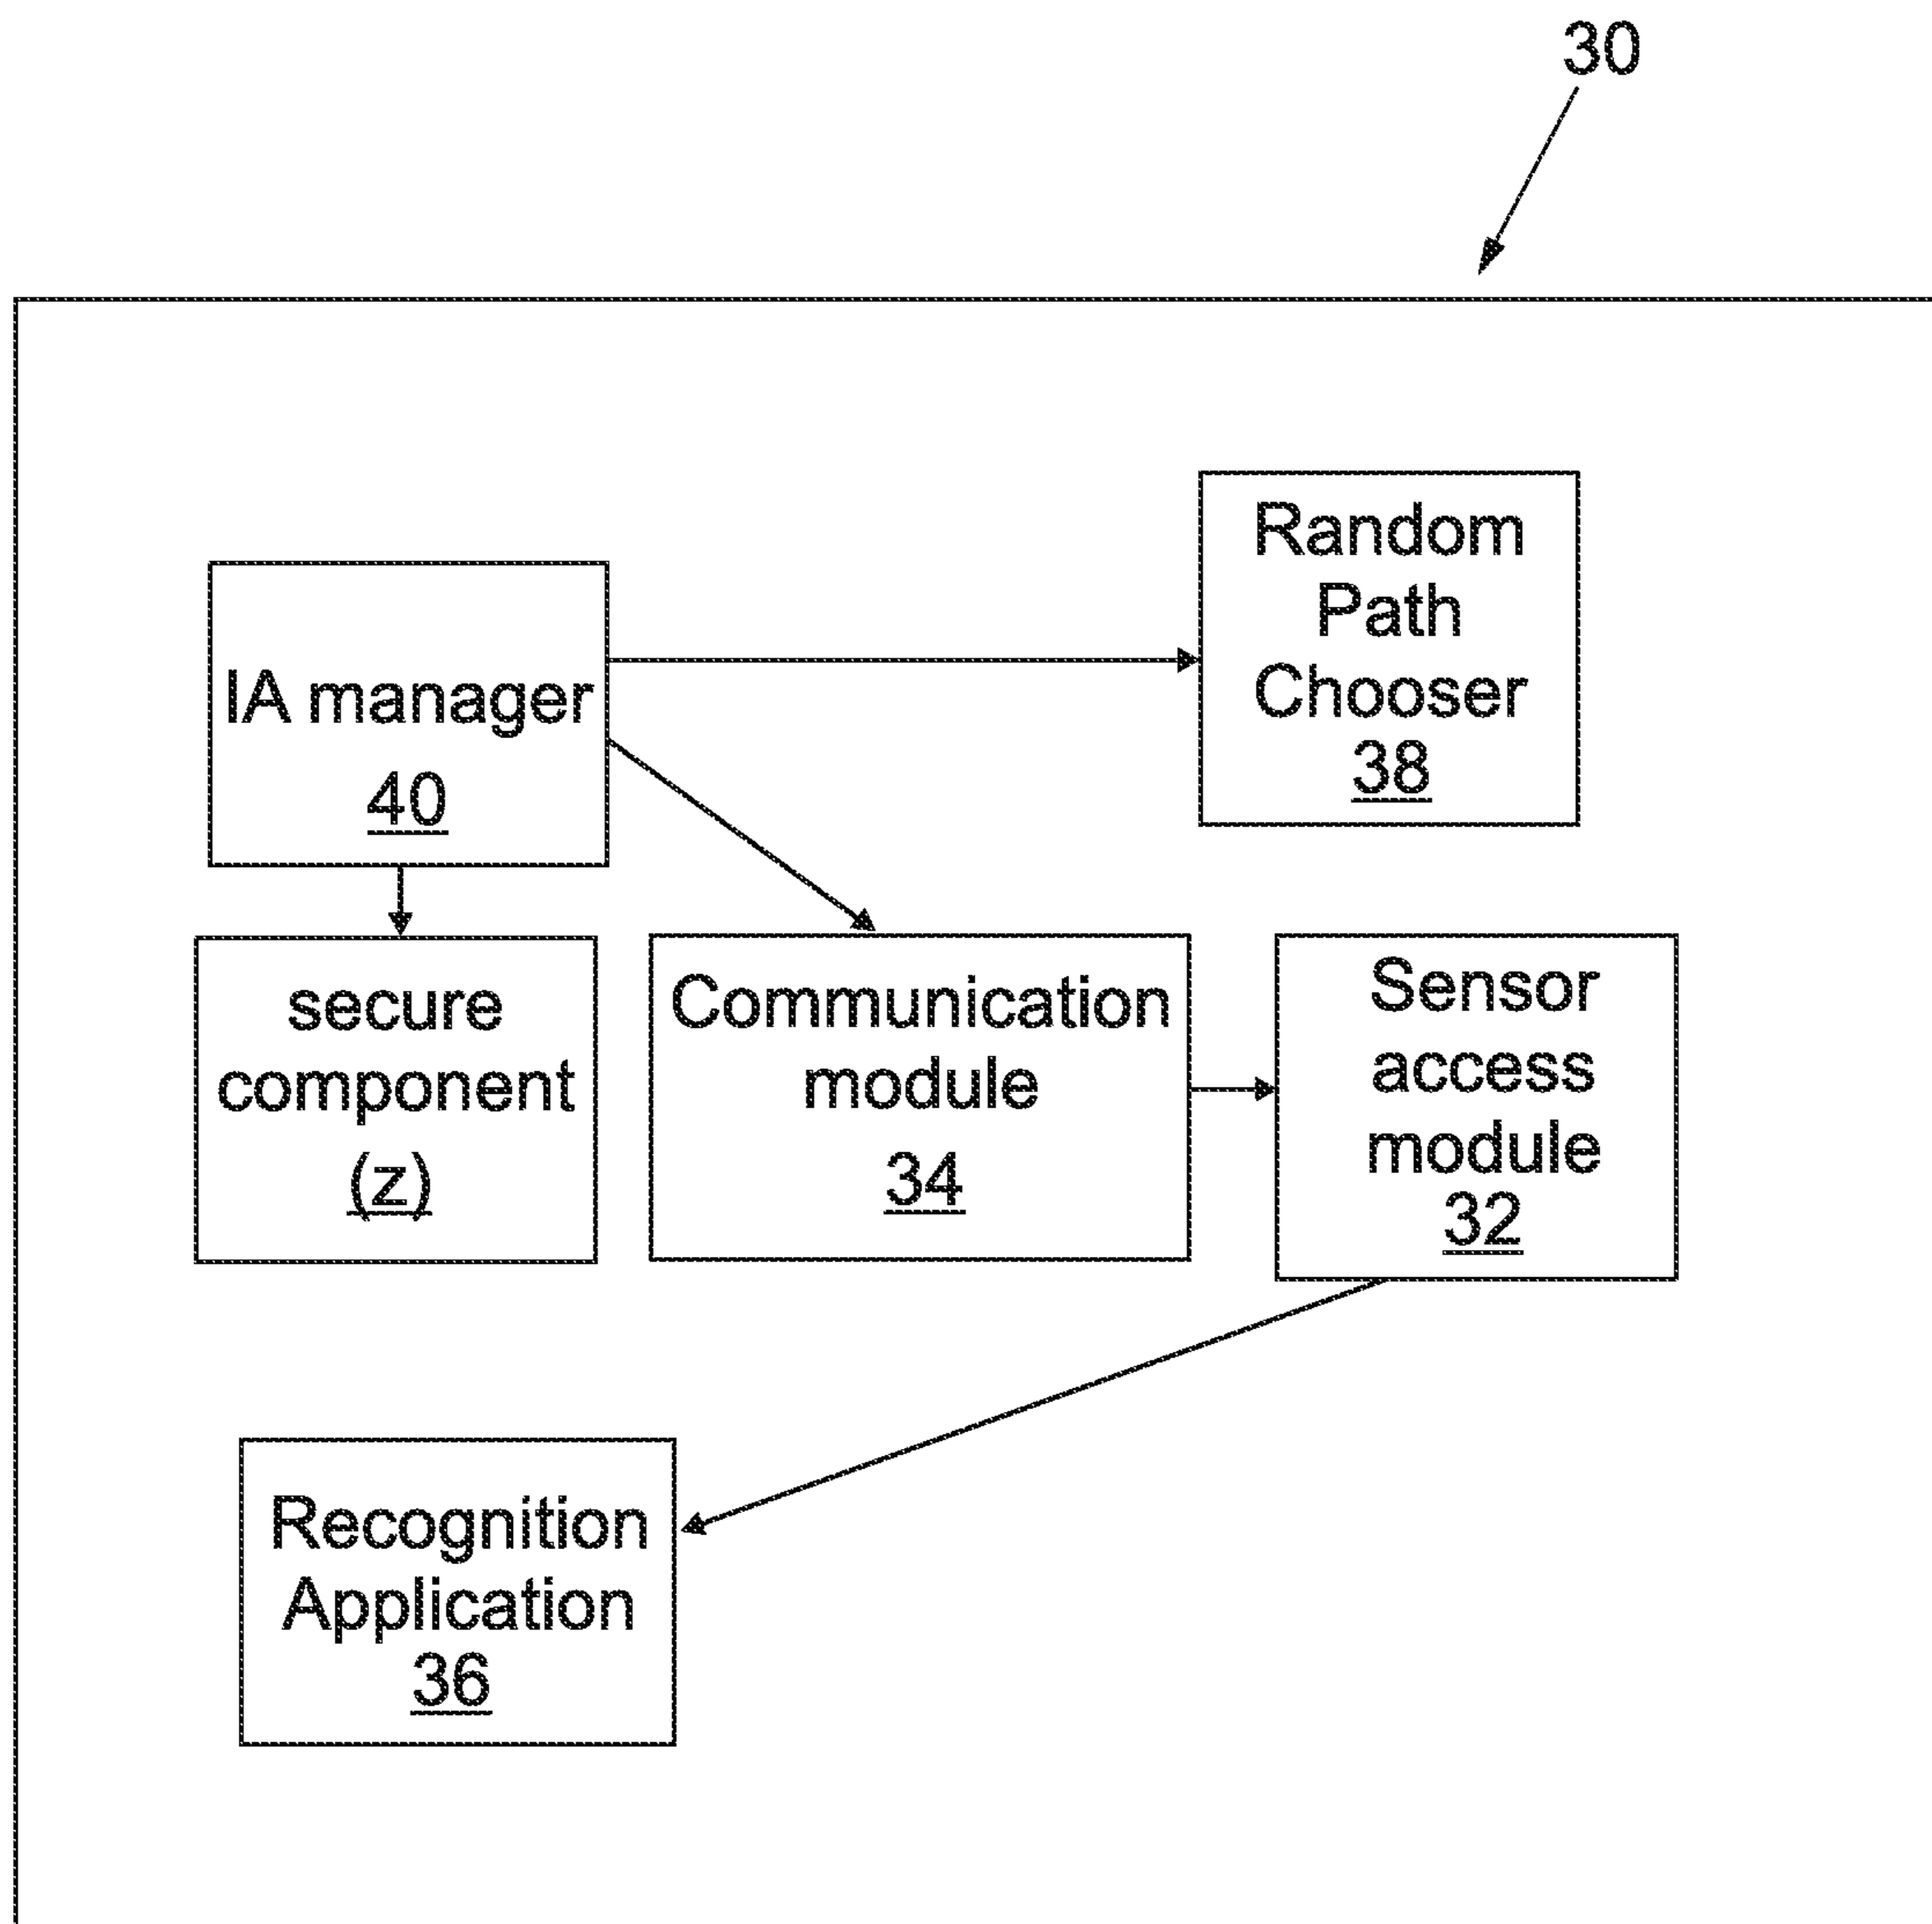 30
Random
Path
Chooser
38
IA manager
40
secure
component
(z)
Communication
module
34
Sensor
access
module
32
Recognition
Application
36